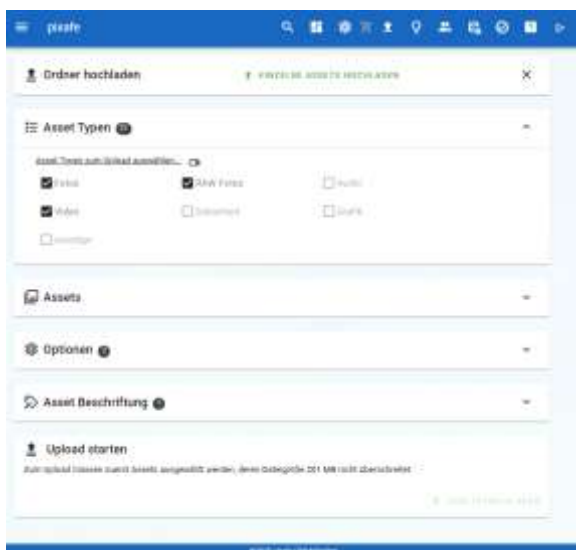 pixafe
Ordner hochladen
EINZELNE ASSETS HOCHLADEN
Asset Typen
Asset Typen zum Upload auswählen...
Fotos
RAW Fotos
Audio
Video
Dokument
Grafik
Sonstige
Assets
Optionen
Asset Beschriftung
Upload starten
Zum Upload müssen zuerst Assets ausgewählt werden, deren Dateigröße 201 MB nicht überschreitet